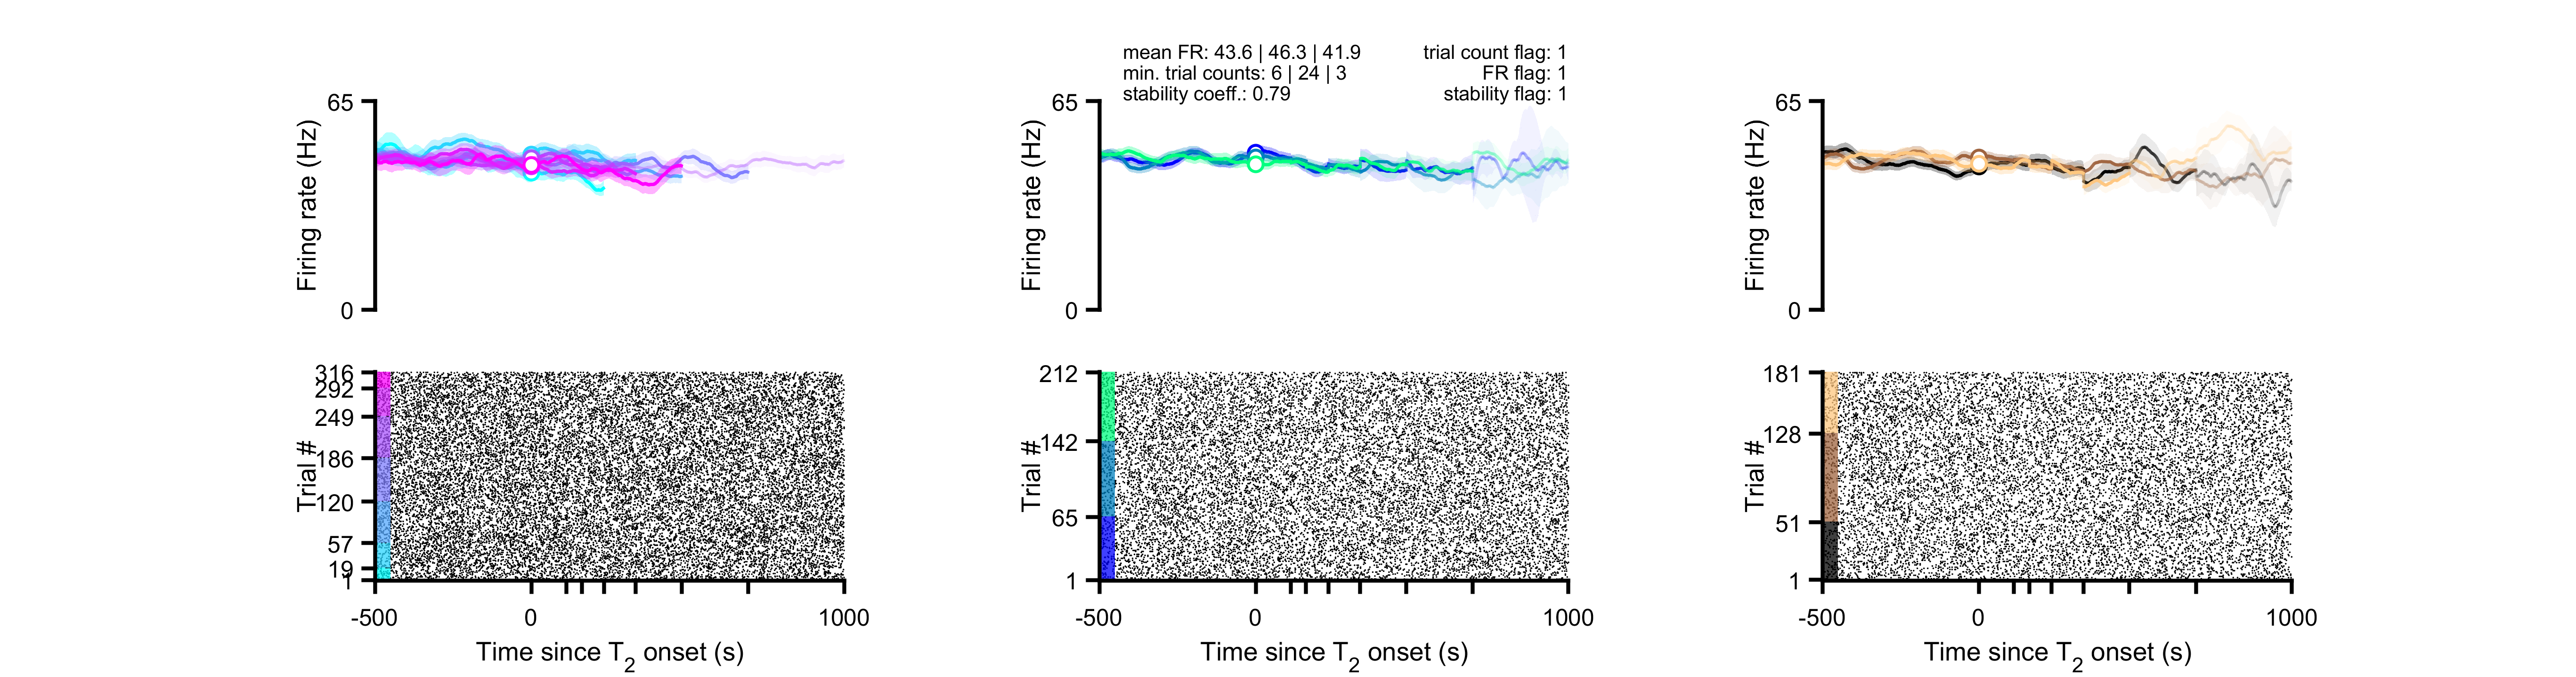 mean FR: 43.6 | 46.3 | 41.9
min. trial counts: 6 | 24 | 3
stability coeff.: 0.79
trial count flag: 1
FR flag: 1
stability flag: 1
65
Firing rate (Hz)
0
65
Firing rate (Hz)
0
65
Firing rate (Hz)
0
316
292
249
186
120
57
19
1
Trial #
-500
0
1000
Time since T2 onset (s)
212
142
65
1
Trial #
-500
0
1000
Time since T2 onset (s)
181
128
51
1
Trial #
-500
0
1000
Time since T2 onset (s)